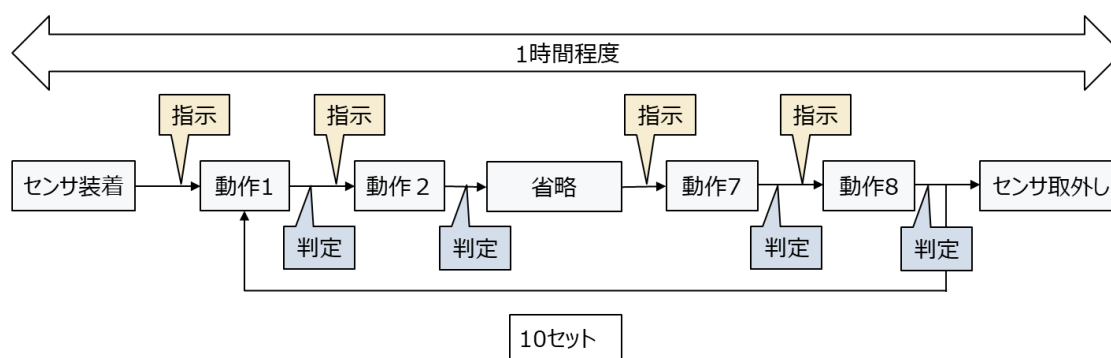 1時間程度
指示
指示
指示
指示
センサ装着
動作1
動作２
省略
動作7
動作8
センサ取外し
判定
判定
判定
判定
10セット